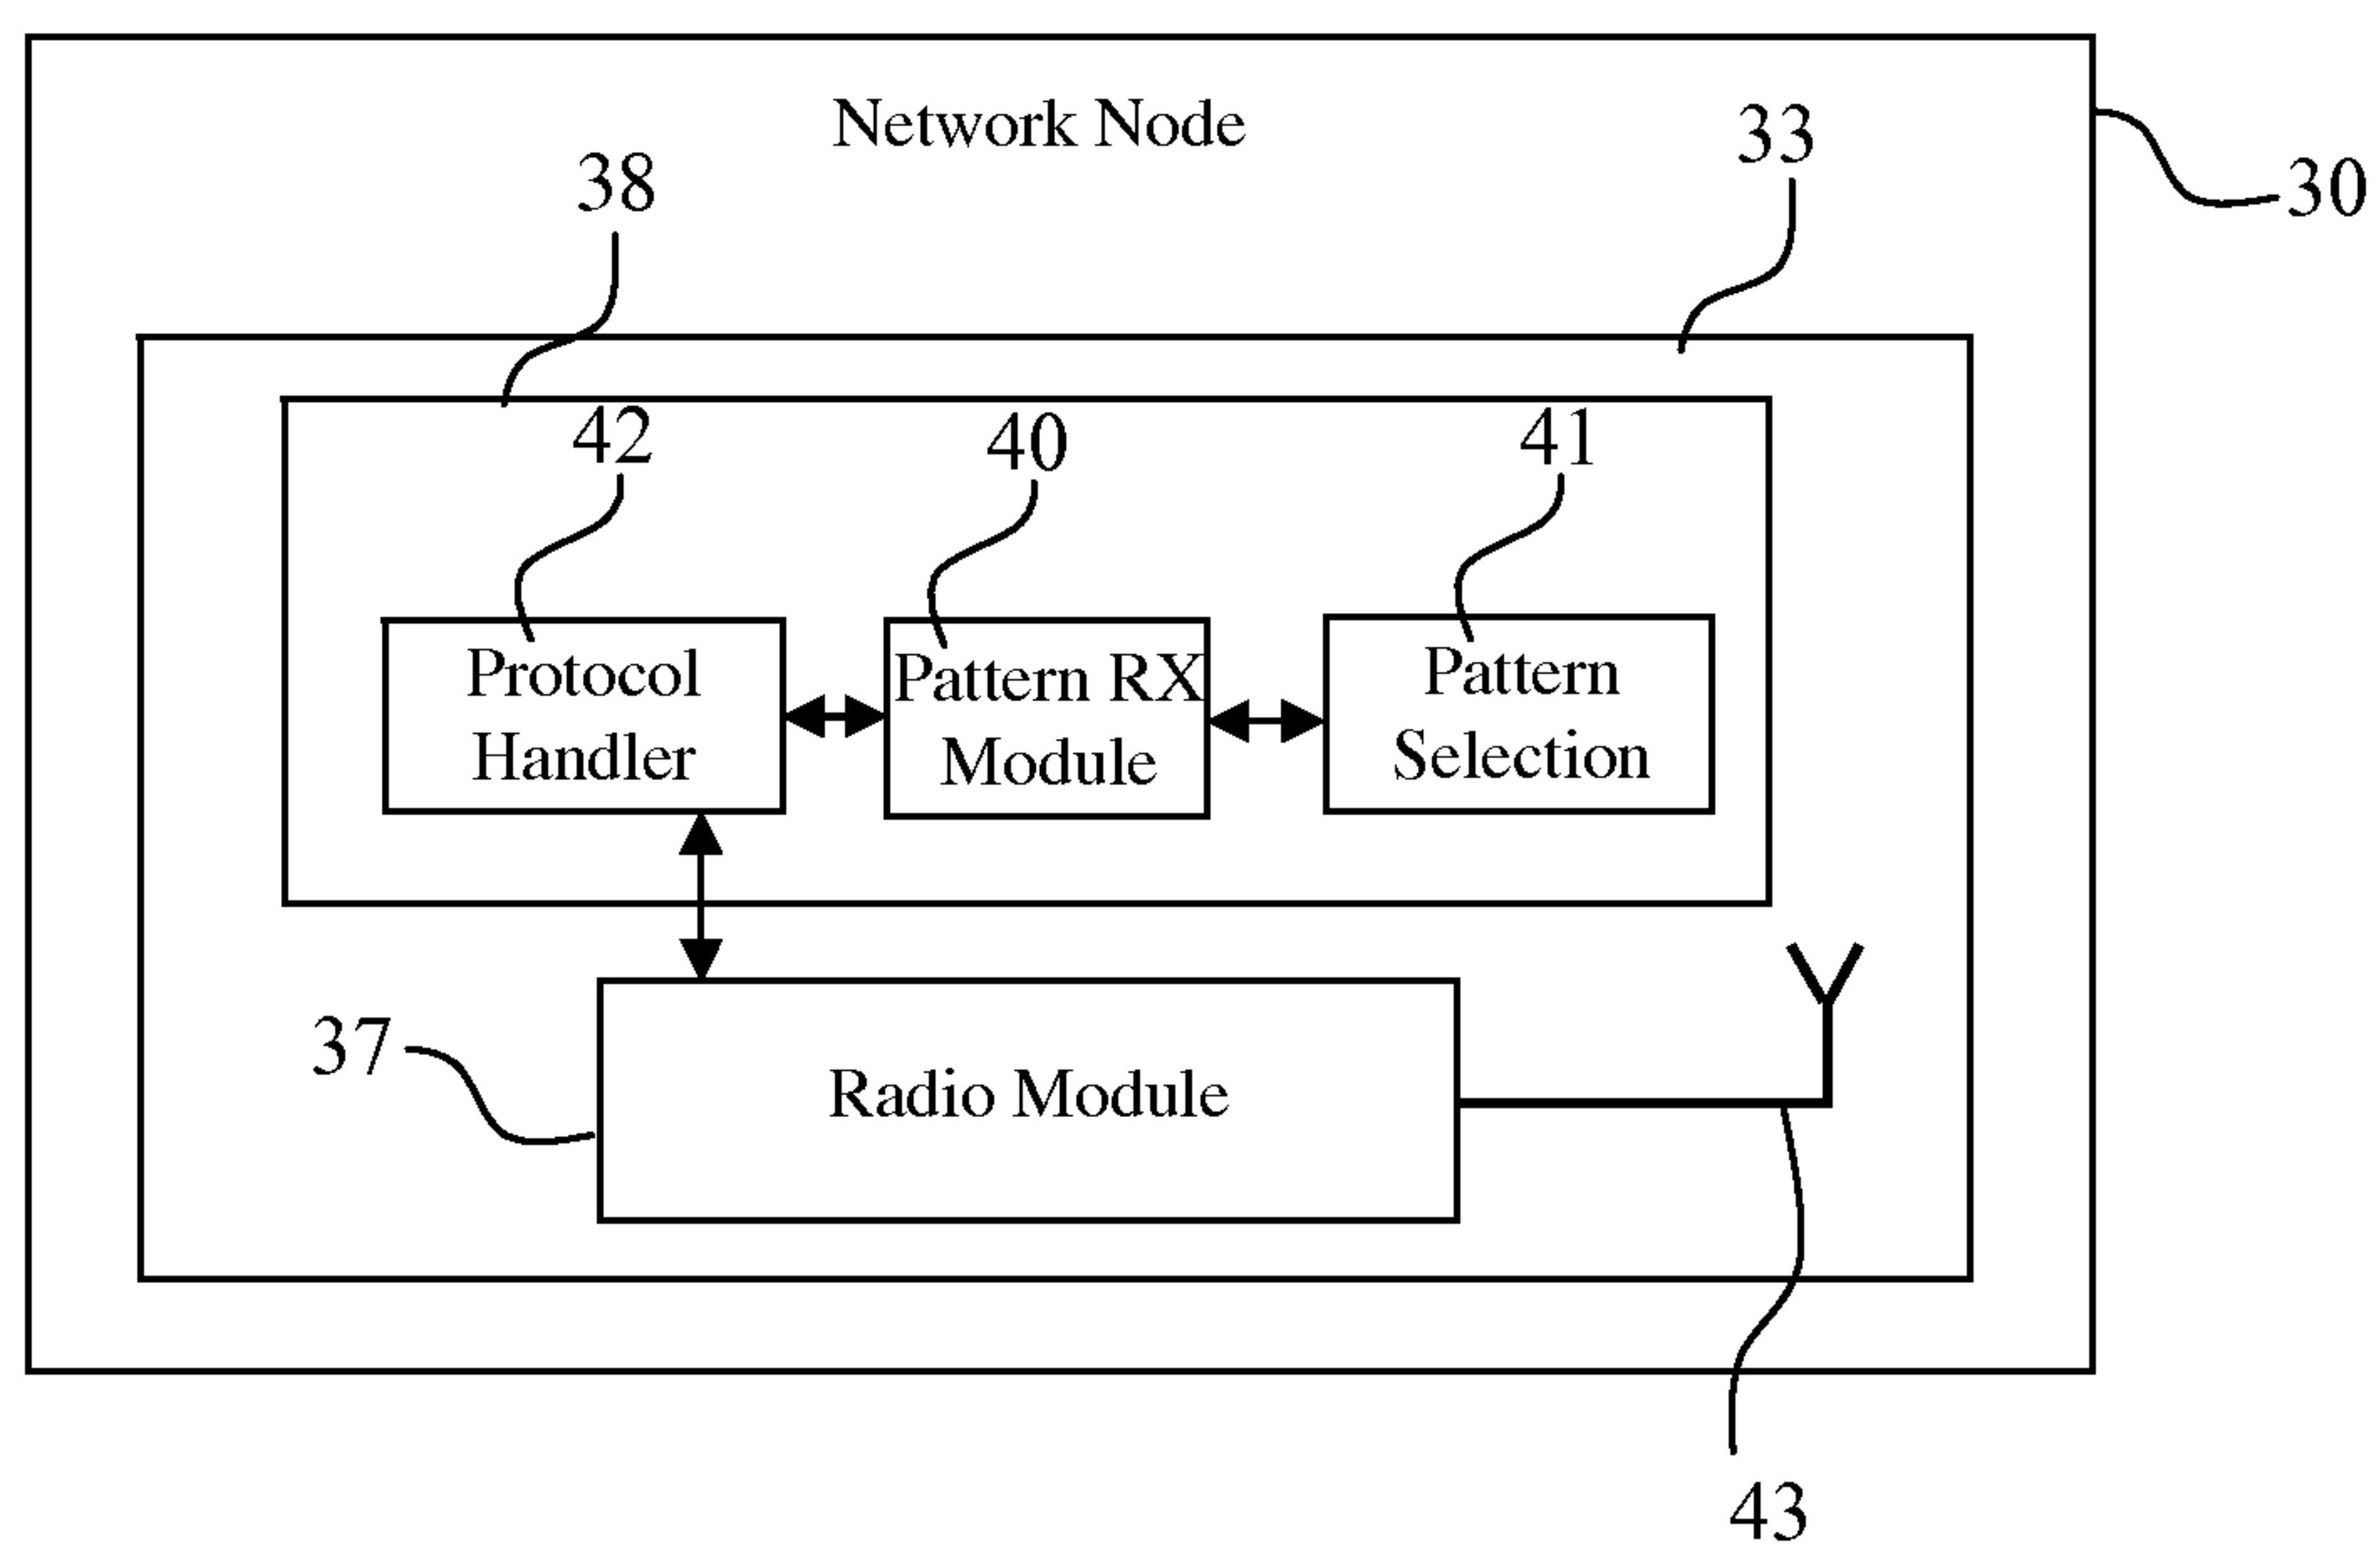 Network Node
33
30
38
42
40
41
Protocol
Handler
Pattern RX
Module
Pattern
Selection
37
Radio Module
43